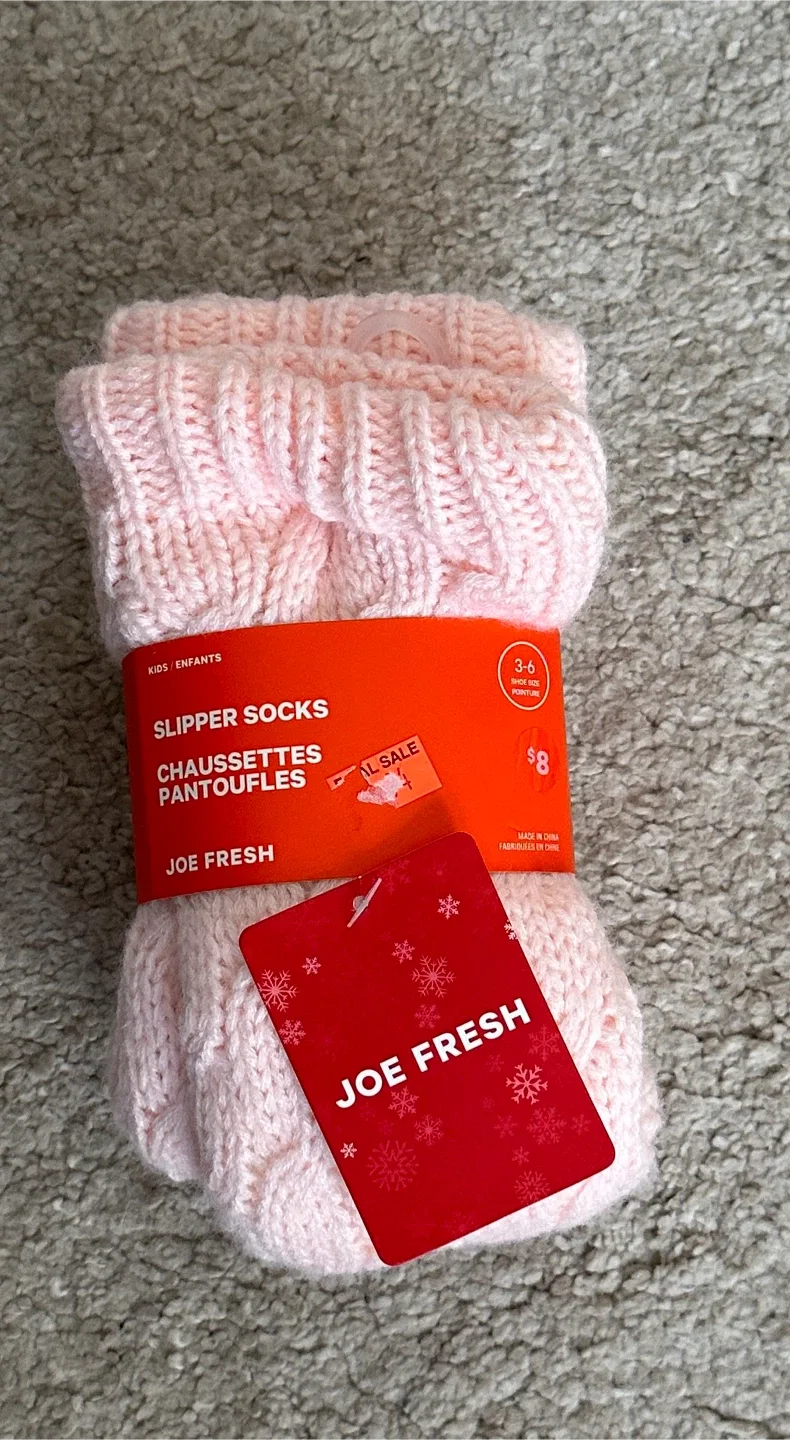 KIDS / ENFANTS
3-6
SHOE SIZE
POINTURE
SLIPPER SOCKS
CHAUSSETTES
PANTOUFLES
SALE
$8
MADE IN CHINA
FABRIQUÉES EN CHINE
JOE FRESH
JOE FRESH